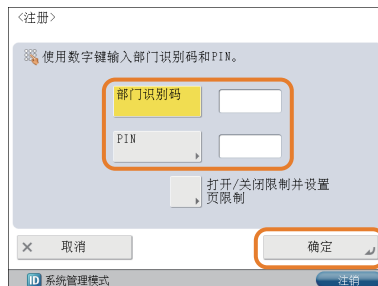 <注册>
使用数字键输入部门识别码和PIN。
部门识别码
PIN
打开/关闭限制并设置
页限制
× 取消
确定
ID 系统管理模式
注销